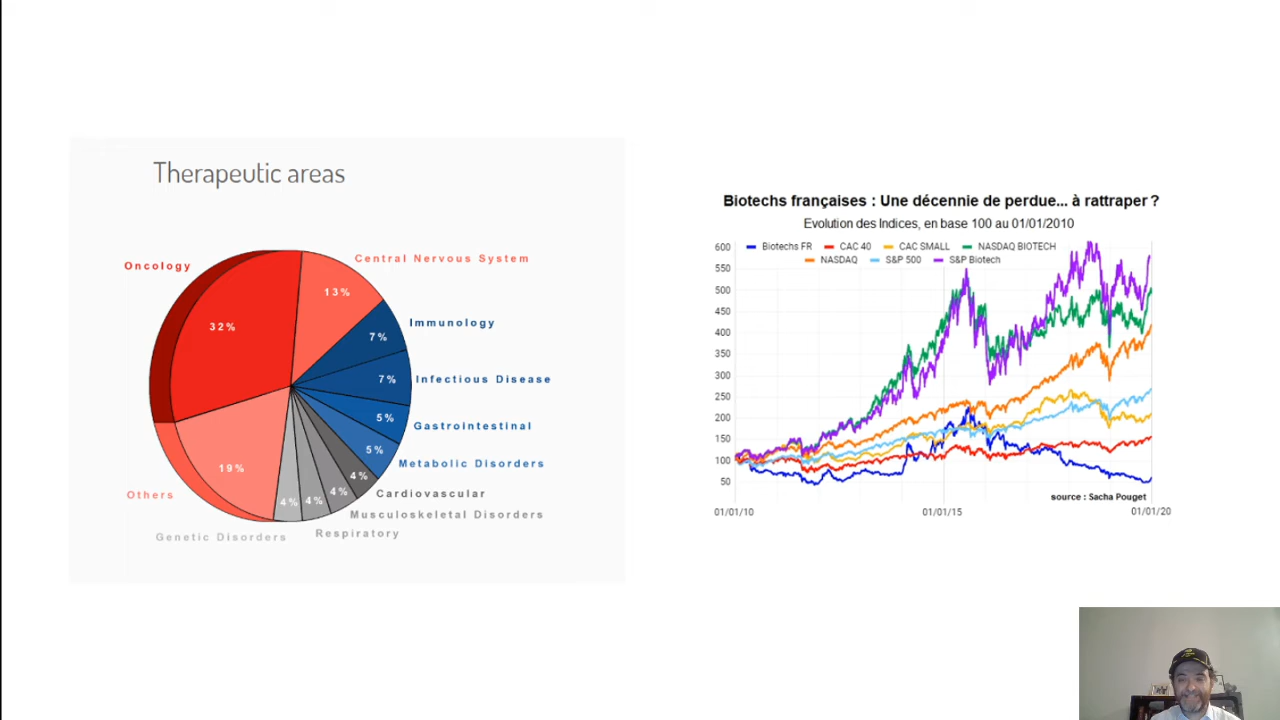 Therapeutic areas
Oncology
Central Nervous System
32%
13%
Immunology
7%
7%
Infectious Disease
5%
Gastrointestinal
5%
Metabolic Disorders
4%
Cardiovascular
4%
Musculoskeletal Disorders
4%
Respiratory
4%
Genetic Disorders
19%
Others
Biotechs françaises : Une décennie de perdue... à rattraper ?
Evolution des Indices, en base 100 au 01/01/2010
Biotechs FR CAC 40 CAC SMALL NASDAQ BIOTECH
NASDAQ S&P 500 S&P Biotech
600
550
500
450
400
350
300
250
200
150
100
50
source : Sacha Pouget
01/01/10 01/01/15 01/01/20